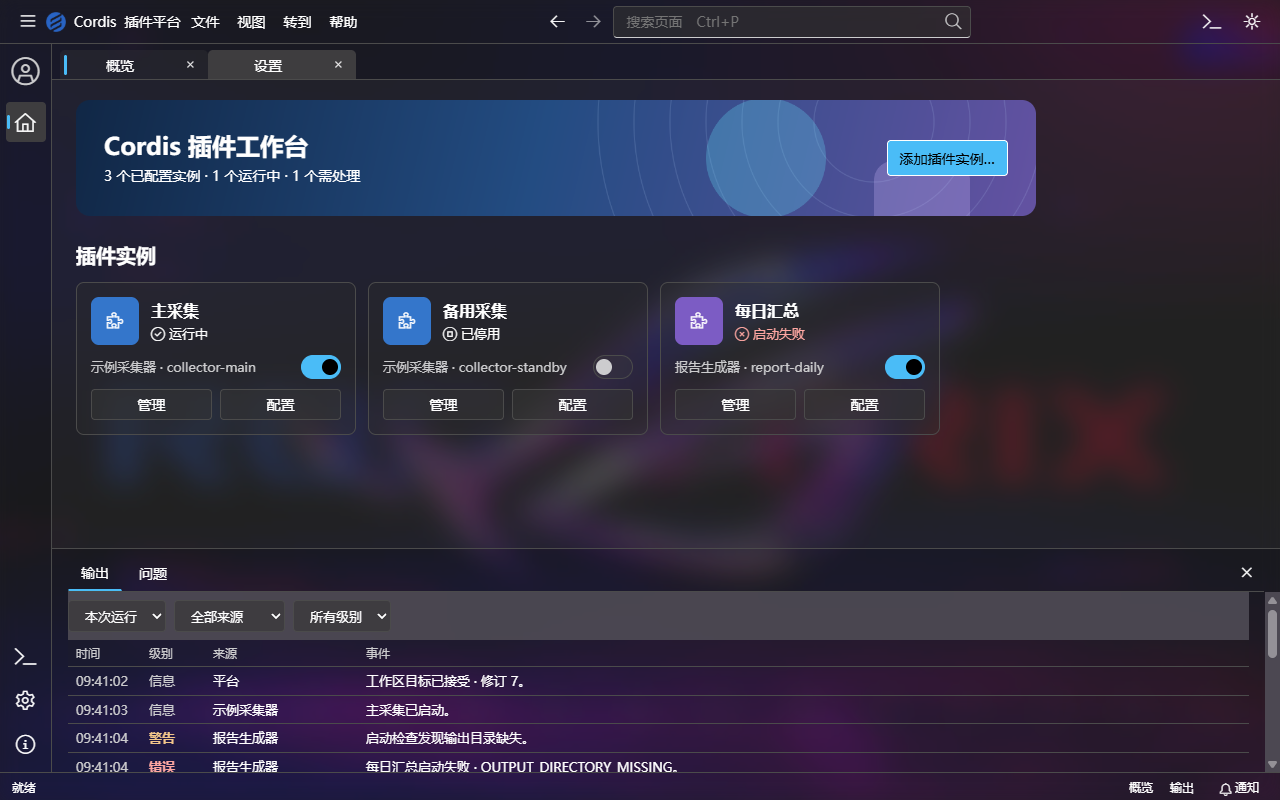 Cordis 插件平台 文件 视图 转到 帮助 搜索页面 Ctrl+P
概览 × 设置 ×
Cordis 插件工作台
3 个已配置实例 · 1 个运行中 · 1 个需处理
添加插件实例...
插件实例
主采集
运行中
示例采集器 · collector-main
管理 配置
备用采集
已停用
示例采集器 · collector-standby
管理 配置
每日汇总
启动失败
报告生成器 · report-daily
管理 配置
输出 问题
本次运行 全部来源 所有级别
时间 级别 来源 事件
09:41:02 信息 平台 工作区目标已接受 · 修订 7。
09:41:03 信息 示例采集器 主采集已启动。
09:41:04 警告 报告生成器 启动检查发现输出目录缺失。
09:41:04 错误 报告生成器 每日汇总启动失败 · OUTPUT_DIRECTORY_MISSING。
就绪 概览 输出 通知